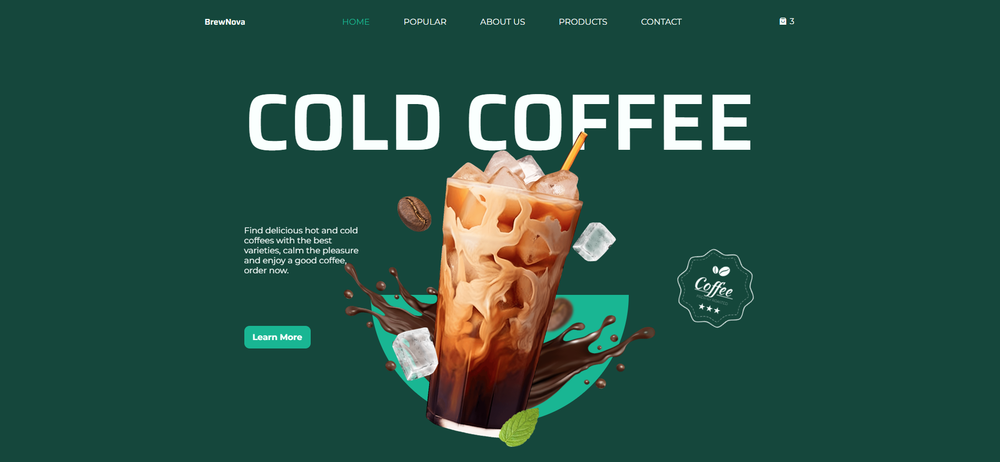 BrewNova
HOME
POPULAR
ABOUT US
PRODUCTS
CONTACT
3
COLD COFFEE
Find delicious hot and cold
coffees with the best
varieties, calm the pleasure
and enjoy a good coffee,
order now.
Learn More
Coffee
FRESHLY ROASTED